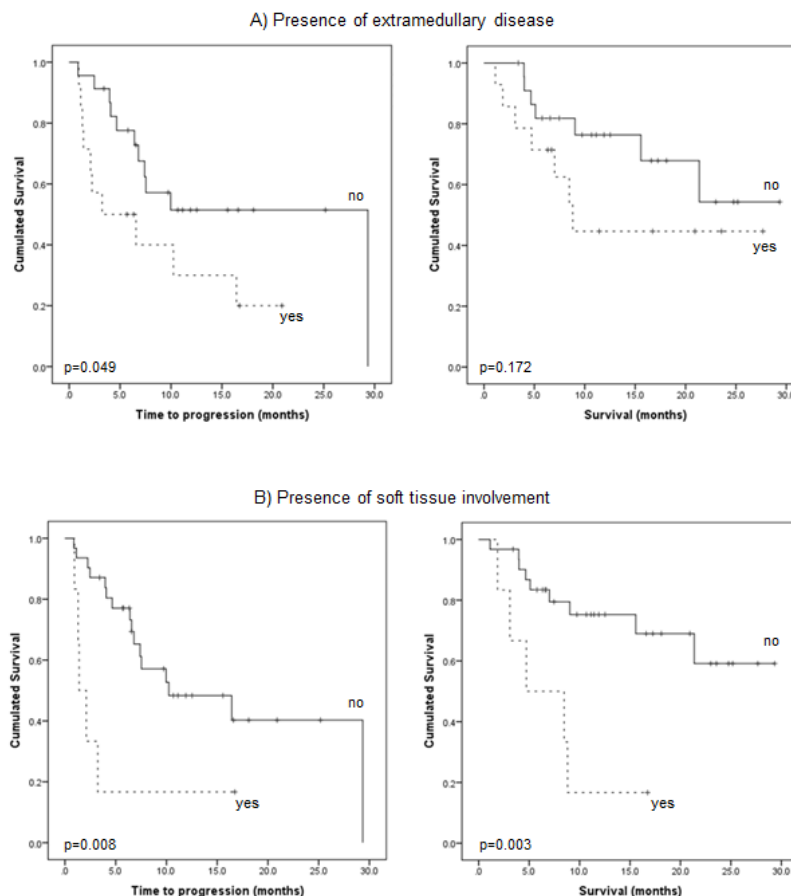 A) Presence of extramedullary disease
Cumulated Survival
1.0
0.8
0.6
0.4
0.2
0.0
no
yes
p=0.049
.0 5.0 10.0 15.0 20.0 25.0 30.0
Time to progression (months)
Cumulated Survival
1.0
0.8
0.6
0.4
0.2
0.0
no
yes
p=0.172
.0 5.0 10.0 15.0 20.0 25.0 30.0
Survival (months)
B) Presence of soft tissue involvement
Cumulated Survival
1.0
0.8
0.6
0.4
0.2
0.0
no
yes
p=0.008
.0 5.0 10.0 15.0 20.0 25.0 30.0
Time to progression (months)
Cumulated Survival
1.0
0.8
0.6
0.4
0.2
0.0
no
yes
p=0.003
.0 5.0 10.0 15.0 20.0 25.0 30.0
Survival (months)